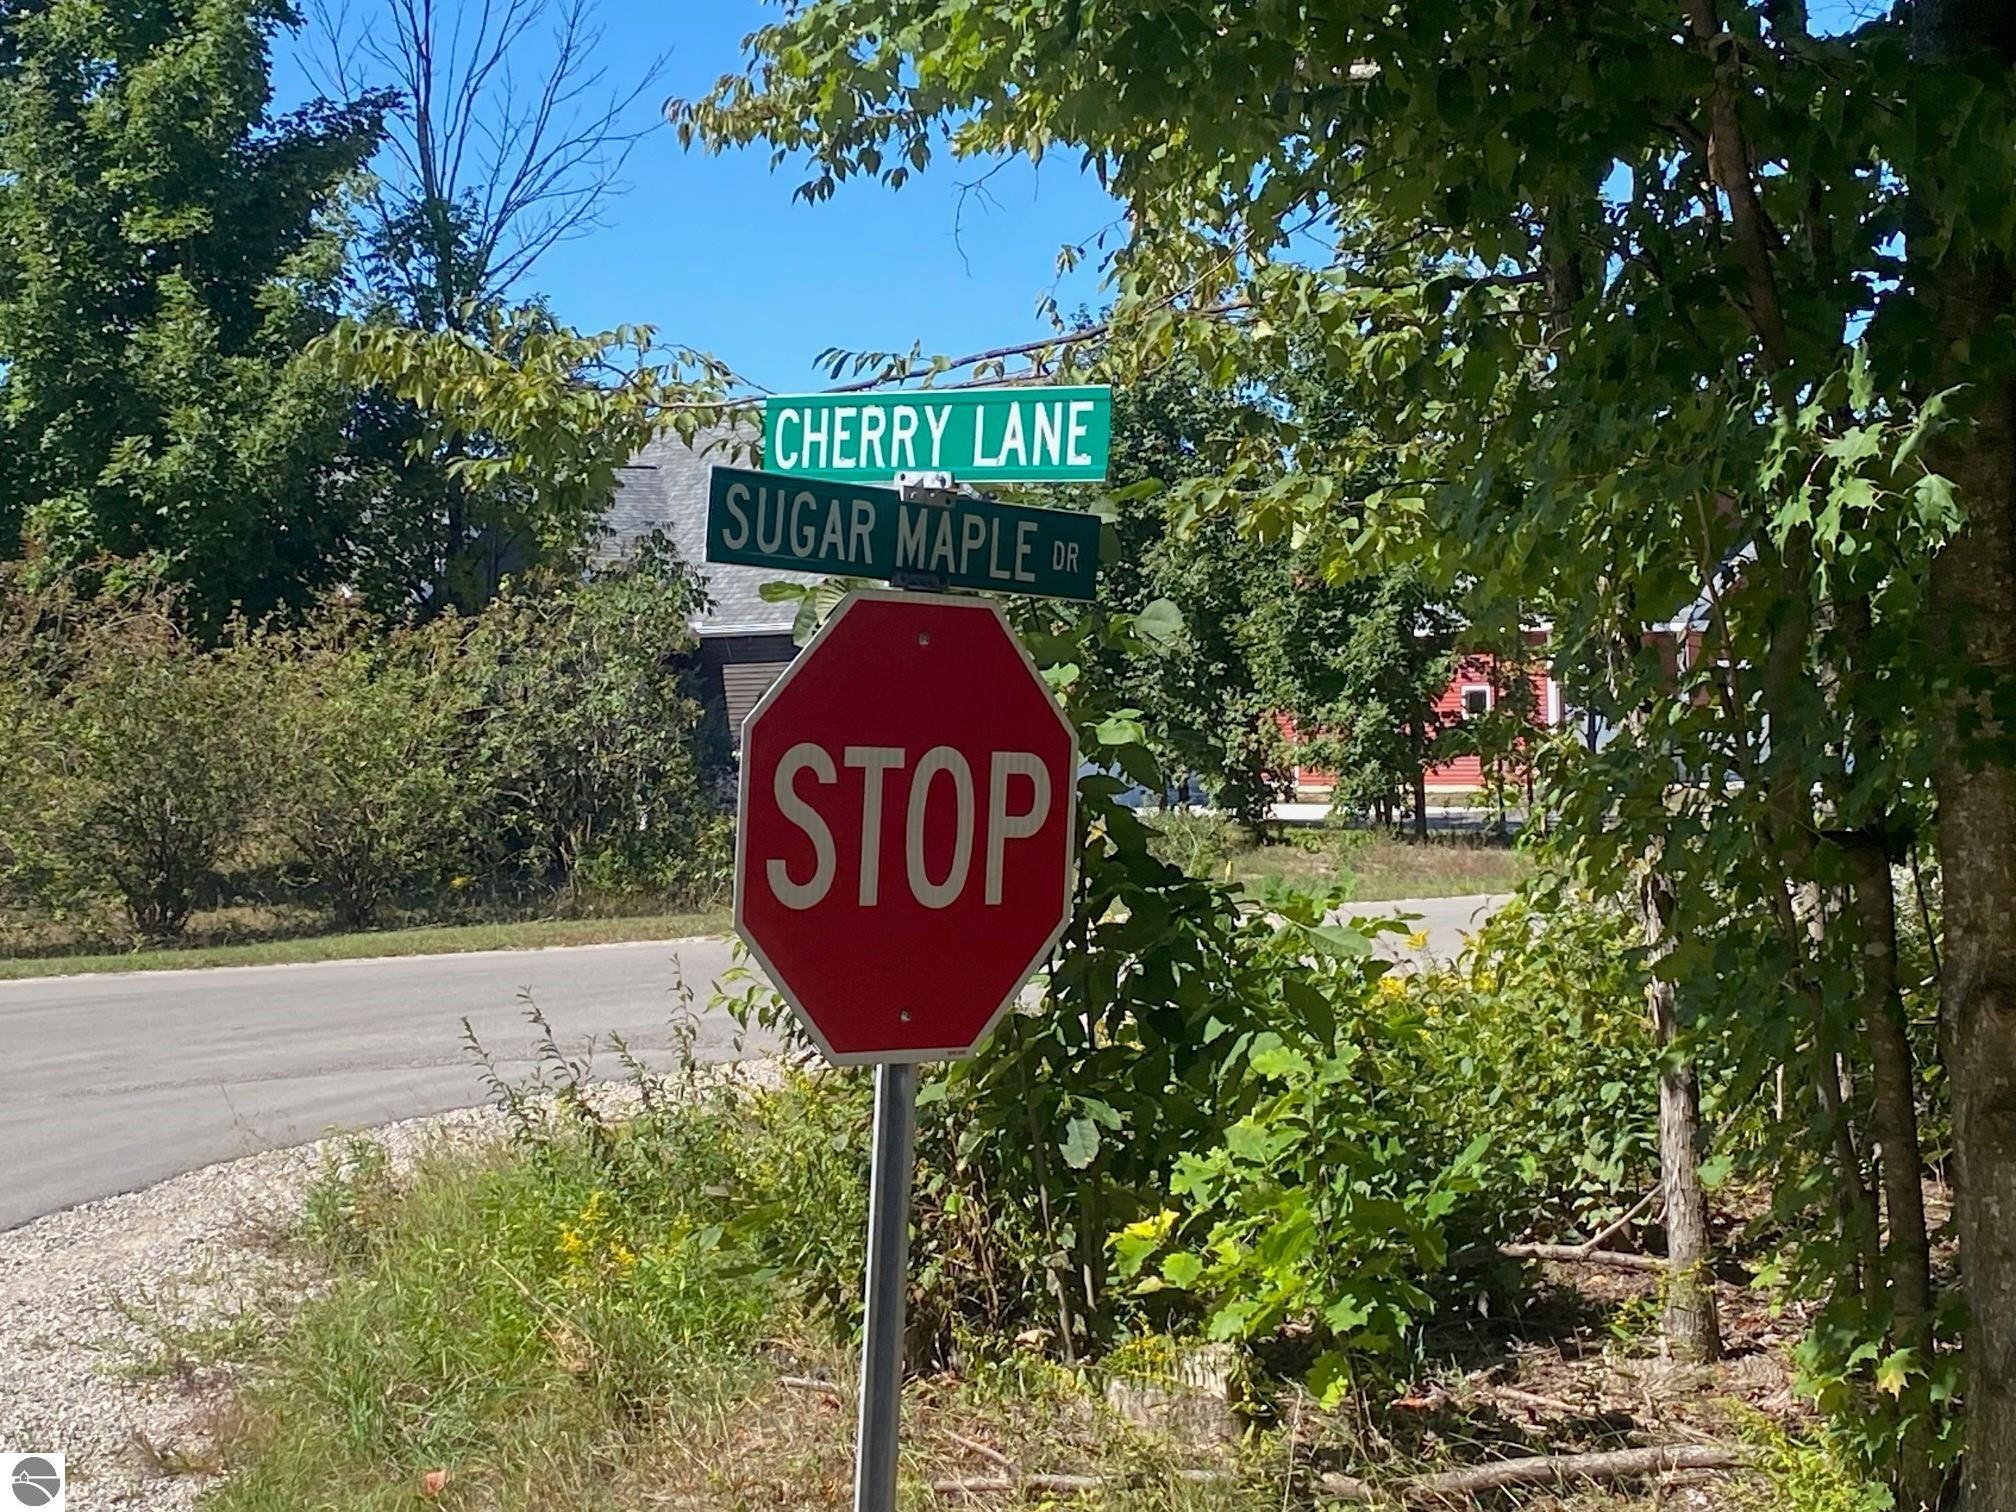 CHERRY LANE
SUGAR MAPLE DR
STOP